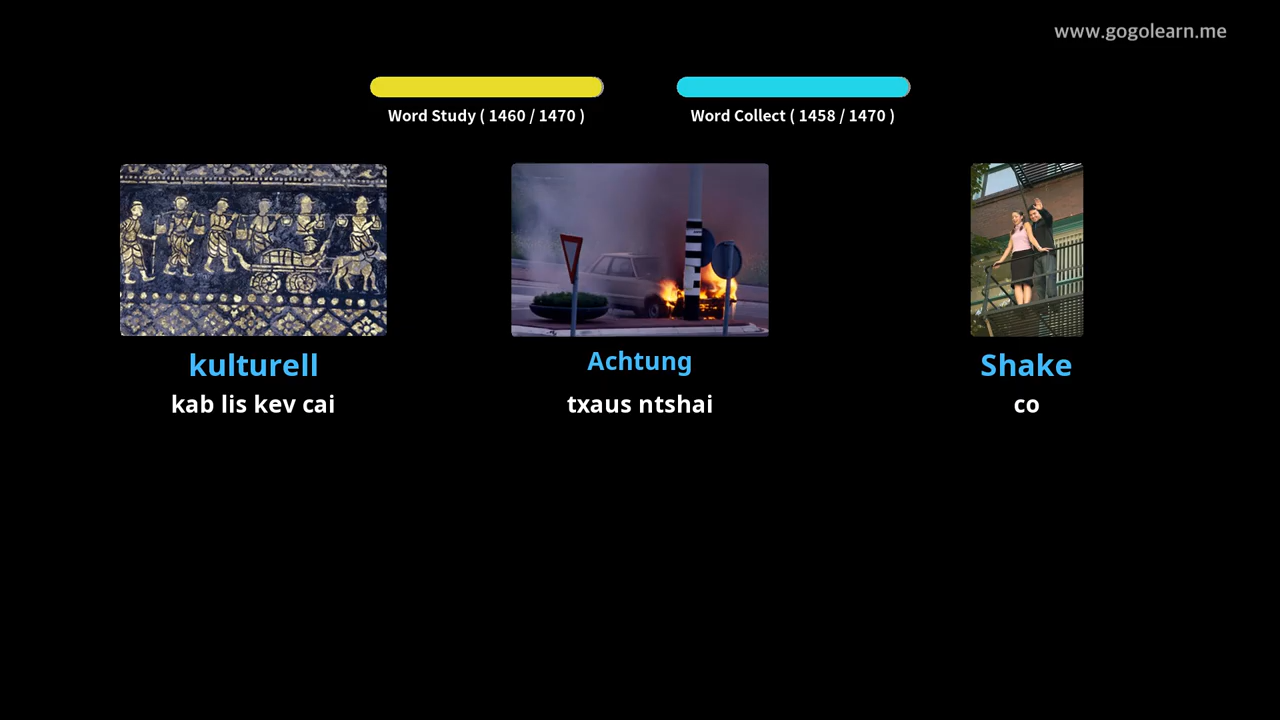 www.gogolearn.me
Word Study ( 1460 / 1470 )
Word Collect ( 1458 / 1470 )
kulturell
Achtung
Shake
kab lis kev cai
txaus ntshai
co